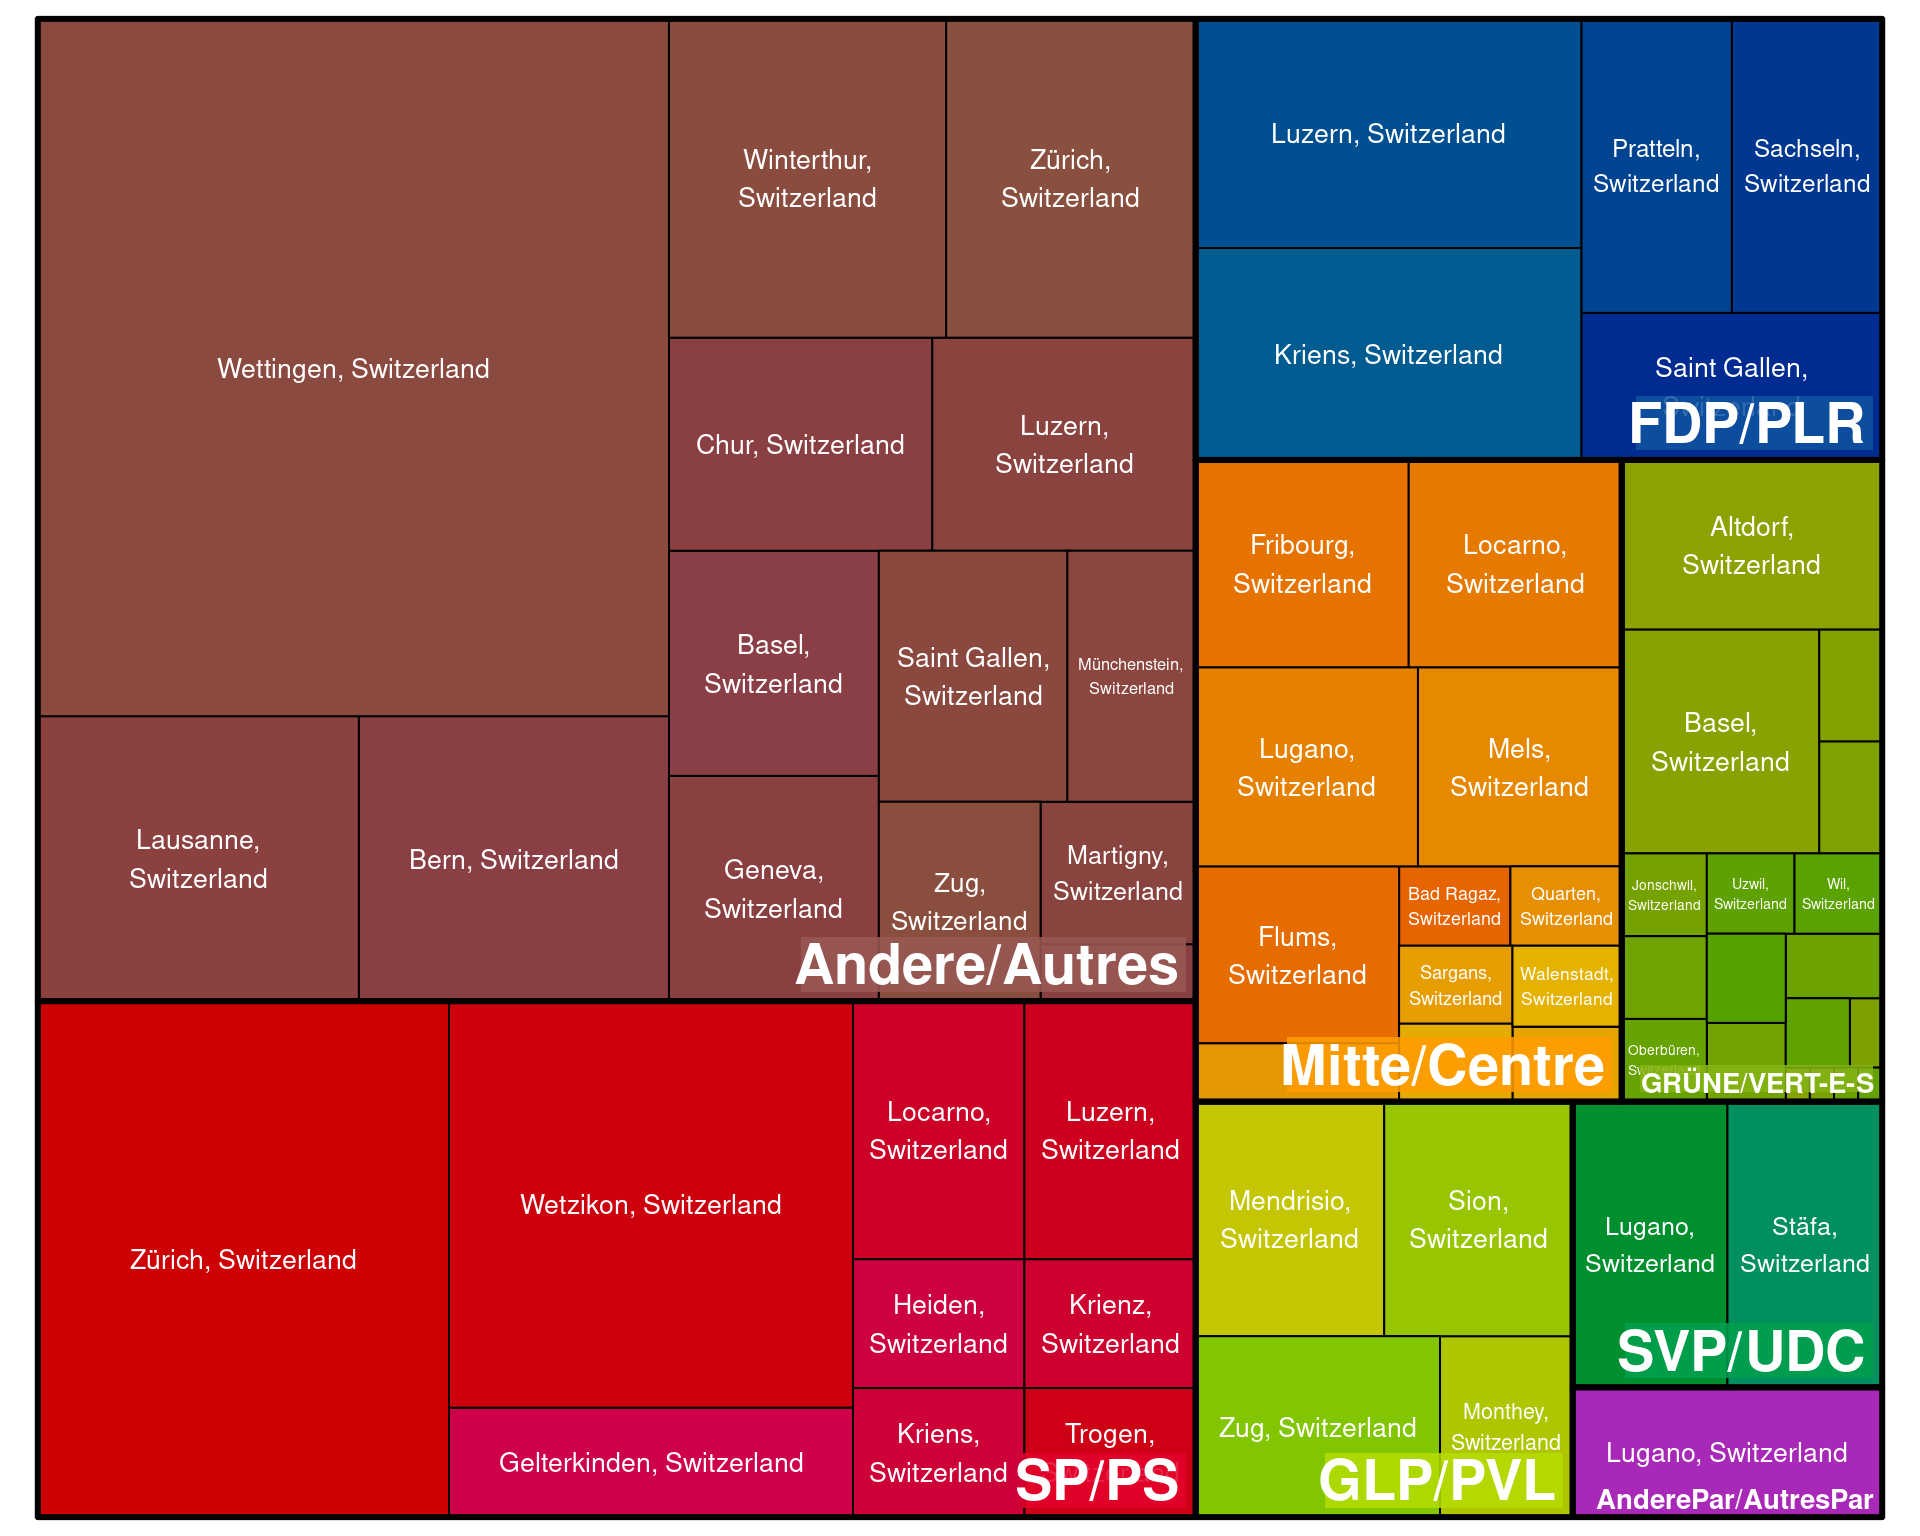 Wettingen, Switzerland
Winterthur,
Switzerland
Zürich,
Switzerland
Chur, Switzerland
Luzern,
Switzerland
Basel,
Switzerland
Saint Gallen,
Switzerland
Münchenstein,
Switzerland
Lausanne,
Switzerland
Bern, Switzerland
Geneva,
Switzerland
Zug,
Switzerland
Martigny,
Switzerland
Andere/Autres
Zürich, Switzerland
Wetzikon, Switzerland
Gelterkinden, Switzerland
Locarno,
Switzerland
Luzern,
Switzerland
Heiden,
Switzerland
Krienz,
Switzerland
Kriens,
Switzerland
Trogen,
SP/PS
Luzern, Switzerland
Kriens, Switzerland
Pratteln,
Switzerland
Sachseln,
Switzerland
Saint Gallen,
Switzerland
FDP/PLR
Fribourg,
Switzerland
Locarno,
Switzerland
Lugano,
Switzerland
Mels,
Switzerland
Flums,
Switzerland
Bad Ragaz,
Switzerland
Quarten,
Switzerland
Sargans,
Switzerland
Walenstadt,
Switzerland
Mitte/Centre
Altdorf,
Switzerland
Basel,
Switzerland
Jonschwil,
Switzerland
Uzwil,
Switzerland
Wil,
Switzerland
Oberbüren,
Switzerland
GRÜNE/VERT-E-S
Mendrisio,
Switzerland
Sion,
Switzerland
Zug, Switzerland
Monthey,
Switzerland
GLP/PVL
Lugano,
Switzerland
Stäfa,
Switzerland
SVP/UDC
Lugano, Switzerland
AnderePar/AutresPar